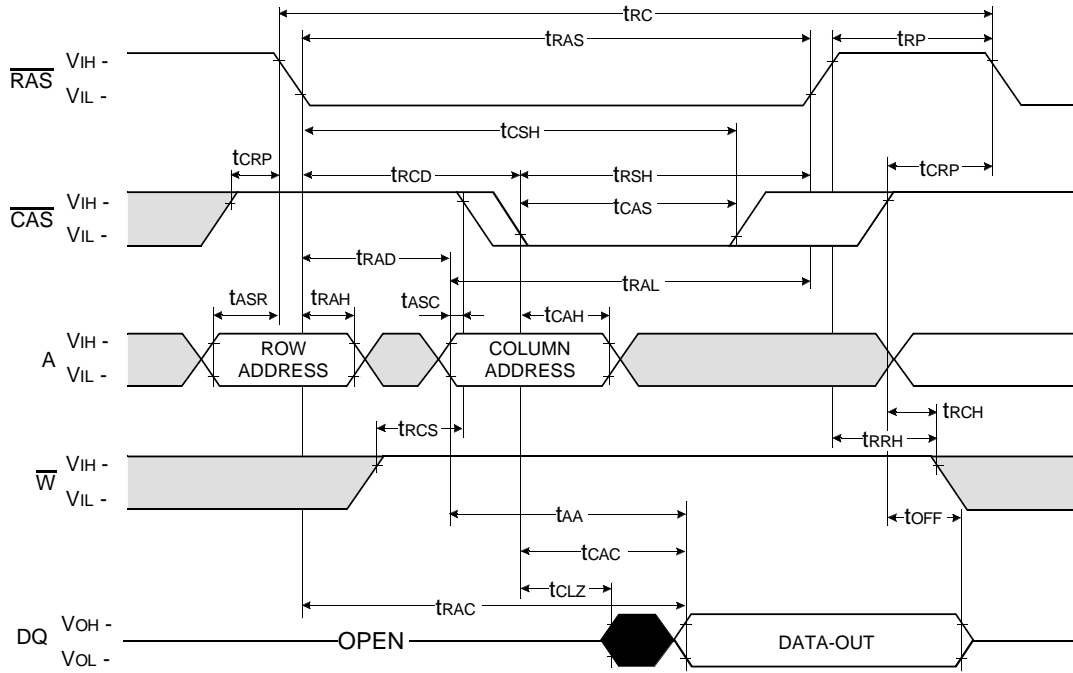 tRC
tRAS
tRP
RAS
VIH -
VIL -
tCSH
tCRP
tRCD
tRSH
tCRP
CAS
VIH -
VIL -
tCAS
tRAD
tRAL
tASR
tRAH
tASC
tCAH
A
VIH -
VIL -
ROW
ADDRESS
COLUMN
ADDRESS
tRCH
tRCS
tRRH
W
VIH -
VIL -
tAA
tOFF
tCAC
tCLZ
tRAC
DQ
VOH -
VOL -
OPEN
DATA-OUT